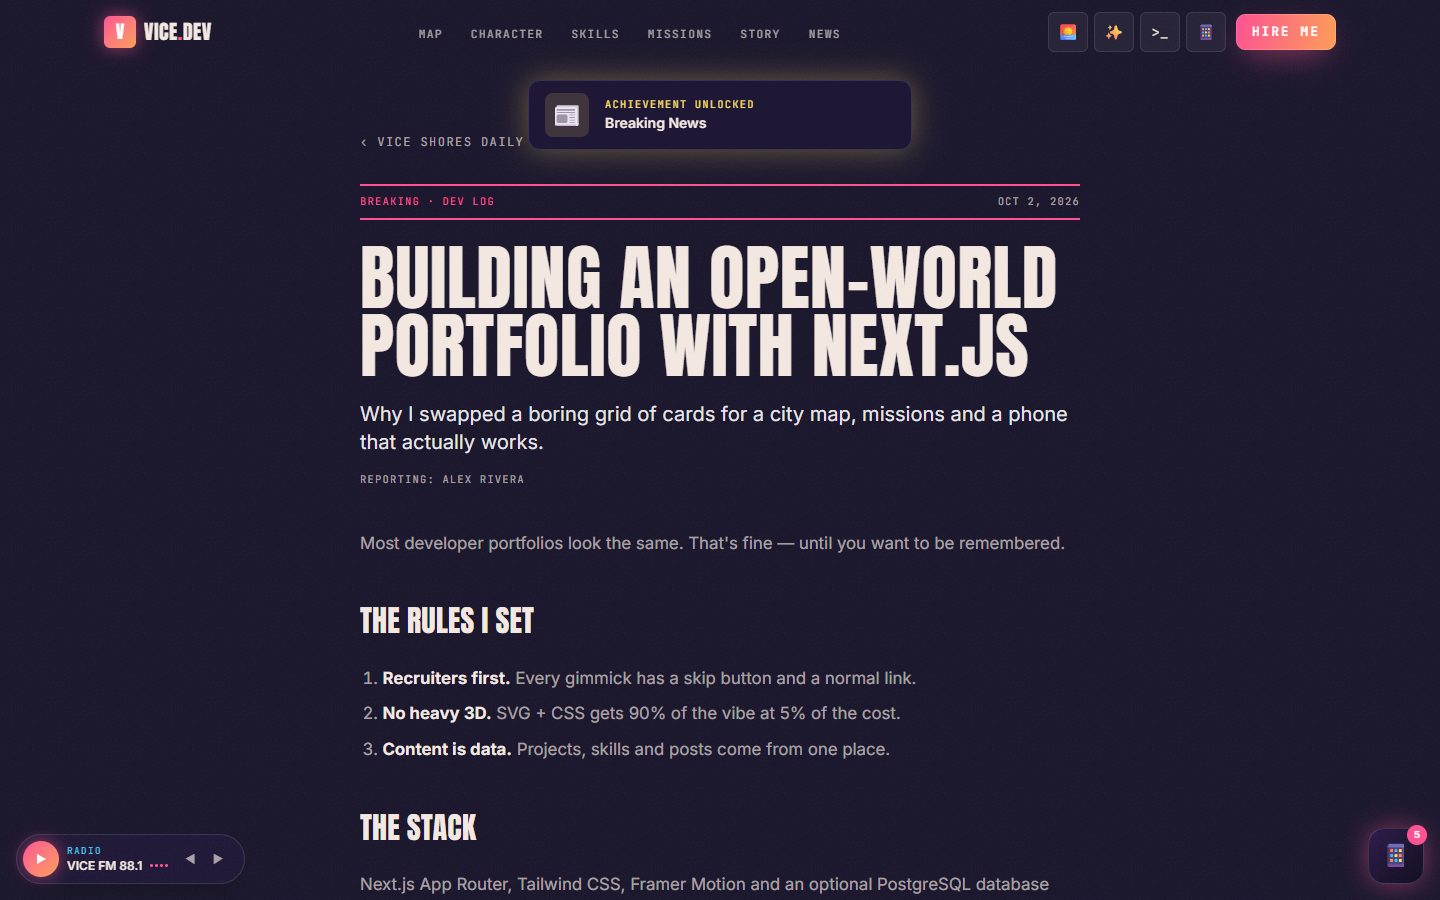 V VICE.DEV
MAP CHARACTER SKILLS MISSIONS STORY NEWS
>_
HIRE ME
ACHIEVEMENT UNLOCKED
Breaking News
‹ VICE SHORES DAILY
BREAKING · DEV LOG
OCT 2, 2026
BUILDING AN OPEN-WORLD
PORTFOLIO WITH NEXT.JS
Why I swapped a boring grid of cards for a city map, missions and a phone
that actually works.
REPORTING: ALEX RIVERA
Most developer portfolios look the same. That's fine — until you want to be remembered.
THE RULES I SET
1. Recruiters first. Every gimmick has a skip button and a normal link.
2. No heavy 3D. SVG + CSS gets 90% of the vibe at 5% of the cost.
3. Content is data. Projects, skills and posts come from one place.
THE STACK
Next.js App Router, Tailwind CSS, Framer Motion and an optional PostgreSQL database
RADIO
VICE FM 88.1
5